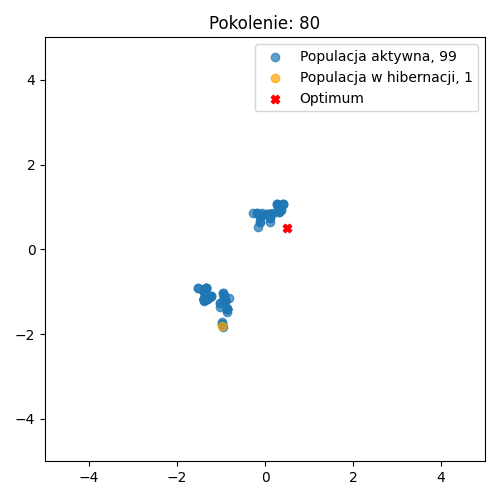 Pokolenie: 80
Populacja aktywna, 99
Populacja w hibernacji, 1
Optimum
4
2
0
−2
−4
−4
−2
0
2
4